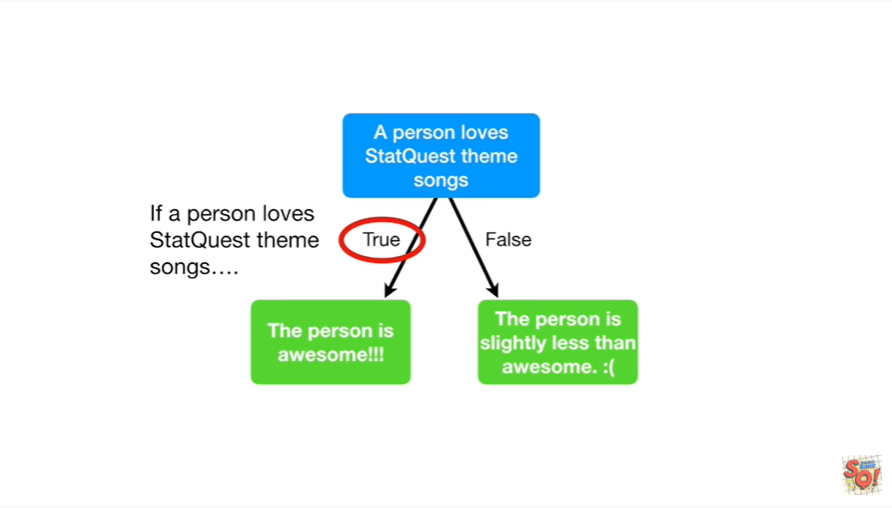 A person loves
StatQuest theme
songs
If a person loves
StatQuest theme
songs….
True
False
The person is
awesome!!!
The person is
slightly less than
awesome. :(